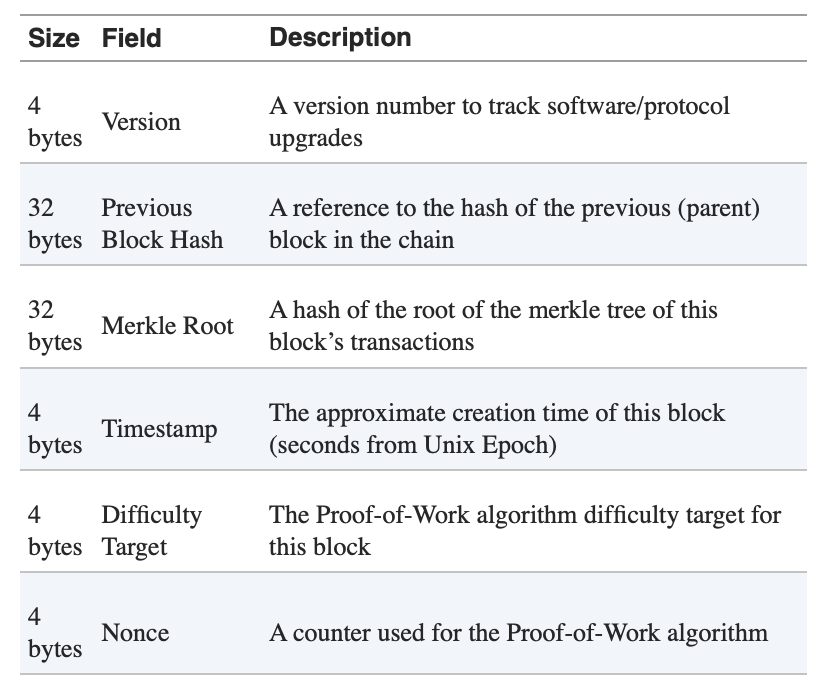 Size Field Description
4 bytes Version A version number to track software/protocol upgrades
32 bytes Previous Block Hash A reference to the hash of the previous (parent) block in the chain
32 bytes Merkle Root A hash of the root of the merkle tree of this block’s transactions
4 bytes Timestamp The approximate creation time of this block (seconds from Unix Epoch)
4 bytes Difficulty Target The Proof-of-Work algorithm difficulty target for this block
4 bytes Nonce A counter used for the Proof-of-Work algorithm